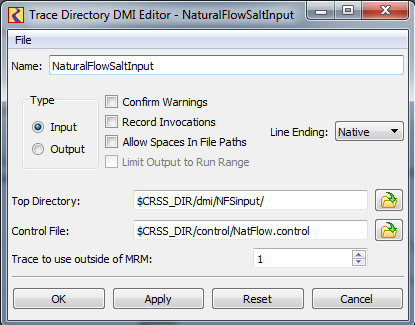 Trace Directory DMI Editor - NaturalFlowSaltInput
File
Name: NaturalFlowSaltInput
Type
Input
Output
Confirm Warnings
Record Invocations
Allow Spaces In File Paths
Limit Output to Run Range
Line Ending: Native
Top Directory: $CRSS_DIR/dmi/NFSinput/
Control File: $CRSS_DIR/control/NatFlow.control
Trace to use outside of MRM: 1
OK Apply Reset Cancel